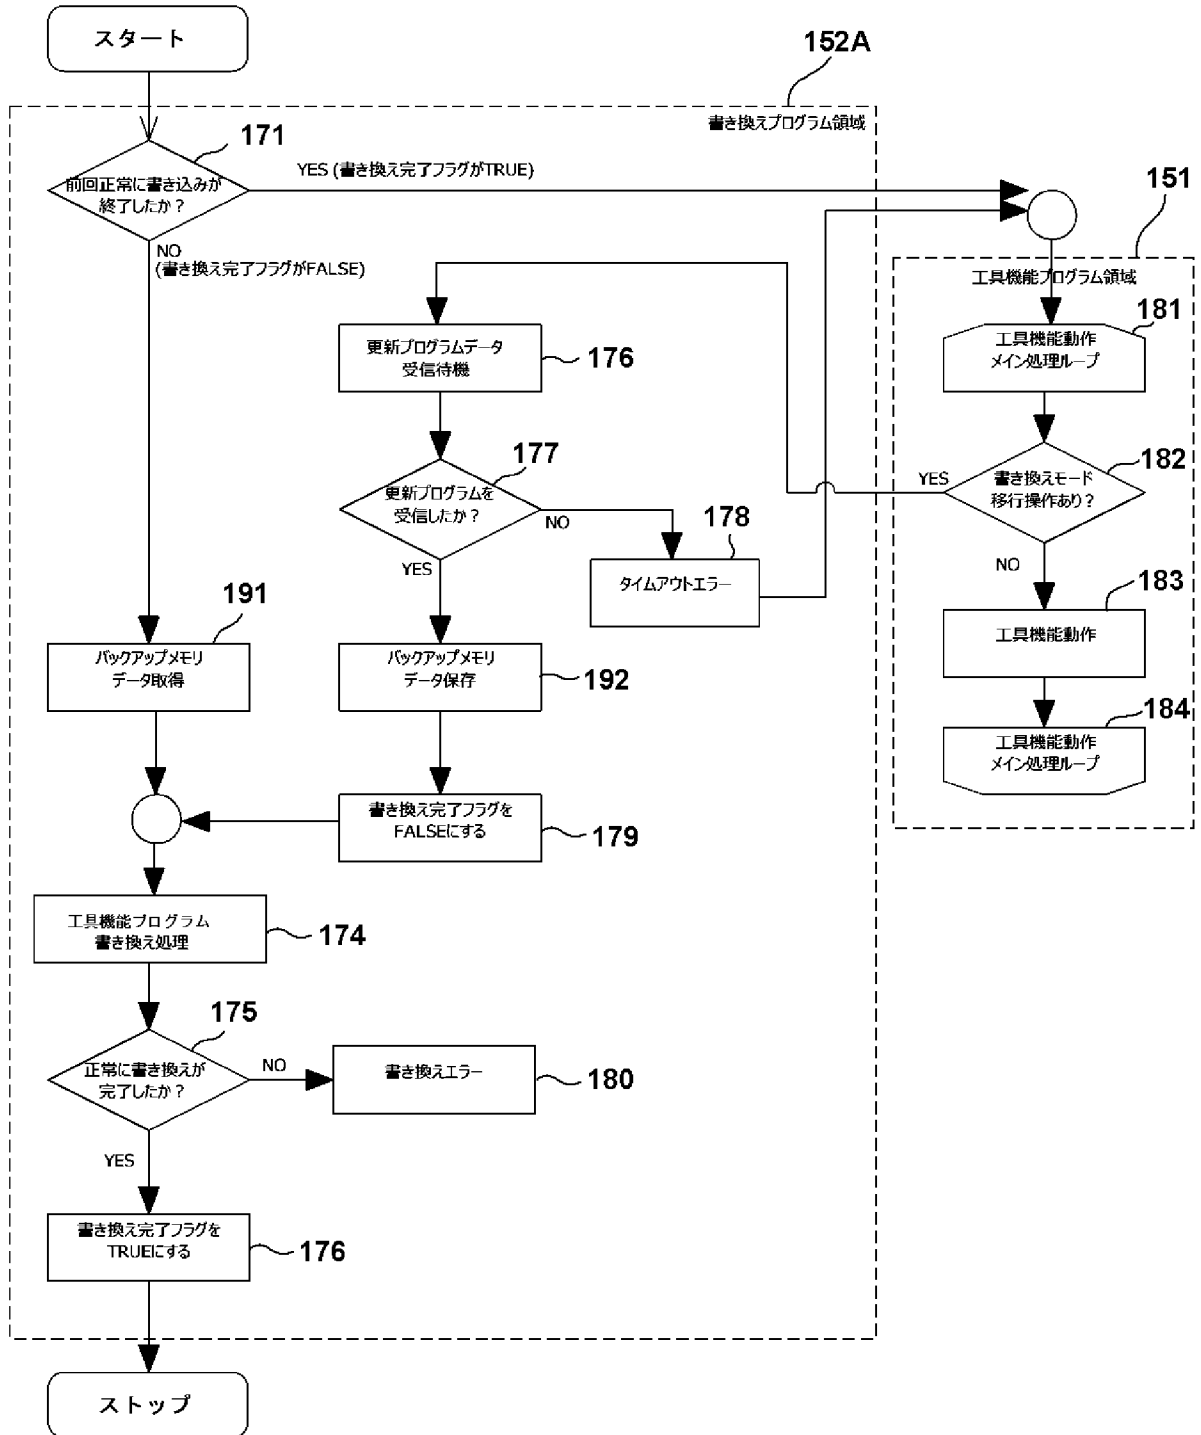 スタート
152A
書き換えプログラム領域
171
前回正常に書き込みが
終了したか？
YES (書き換え完了フラグがTRUE)
NO
(書き換え完了フラグがFALSE)
151
工具機能プログラム領域
181
工具機能動作
メイン処理ループ
更新プログラムデータ
受信待機
176
177
更新プログラムを
受信したか？
NO
YES
178
タイムアウトエラー
182
書き換えモード
移行操作あり？
YES
NO
183
工具機能動作
184
工具機能動作
メイン処理ループ
191
バックアップメモリ
データ取得
バックアップメモリ
データ保存
192
書き換え完了フラグを
FALSEにする
179
工具機能プログラム
書き換え処理
174
175
正常に書き換えが
完了したか？
NO
書き換えエラー
180
YES
書き換え完了フラグを
TRUEにする
176
ストップ